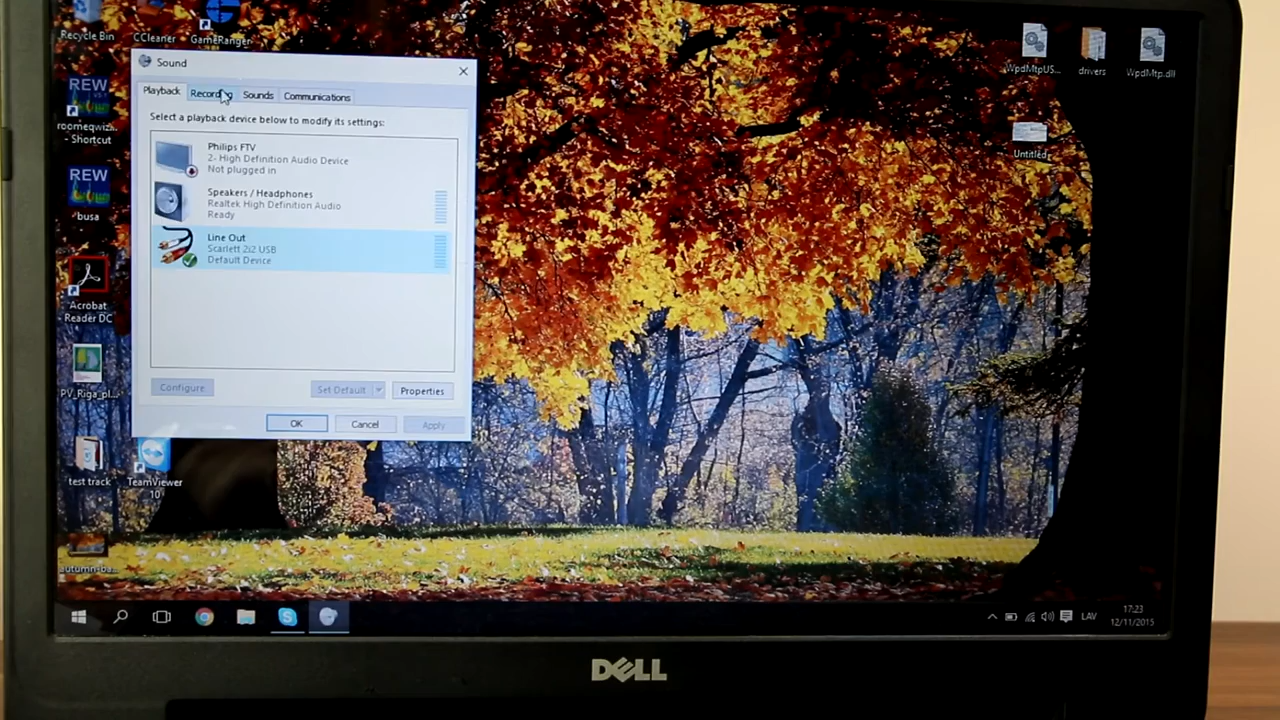 Recycle Bin
CCleaner
GameRanger
REW
roomeqwiz...
- Shortcut
REW
busa
Acrobat
Reader DC
PV_Riga_pl...
test track
TeamViewer
10
autumn-ba...
Sound
Playback
Recording
Sounds
Communications
Select a playback device below to modify its settings:
Philips FTV
2- High Definition Audio Device
Not plugged in
Speakers / Headphones
Realtek High Definition Audio
Ready
Line Out
Scarlett 2i2 USB
Default Device
Configure
Set Default
Properties
OK
Cancel
Apply
WpdMtpUS...
drivers
WpdMtp.dll
Untitled
LAV
17:23
12/11/2015
DELL